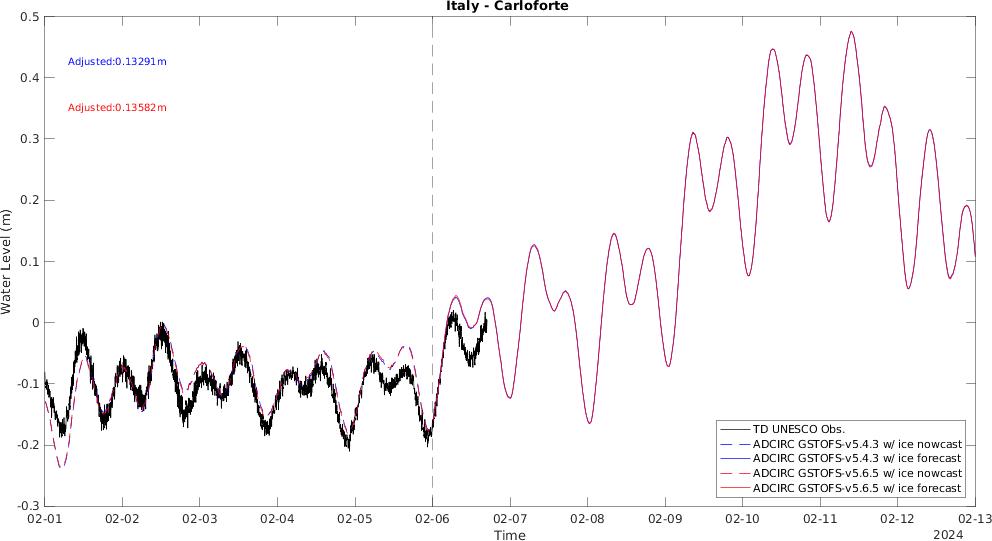 Italy - Carloforte
Adjusted:0.13291m
Adjusted:0.13582m
Water Level (m)
0.5
0.4
0.3
0.2
0.1
0
-0.1
-0.2
-0.3
TD UNESCO Obs.
ADCIRC GSTOFS-v5.4.3 w/ ice nowcast
ADCIRC GSTOFS-v5.4.3 w/ ice forecast
ADCIRC GSTOFS-v5.6.5 w/ ice nowcast
ADCIRC GSTOFS-v5.6.5 w/ ice forecast
02-01 02-02 02-03 02-04 02-05 02-06 02-07 02-08 02-09 02-10 02-11 02-12 02-13
Time
2024